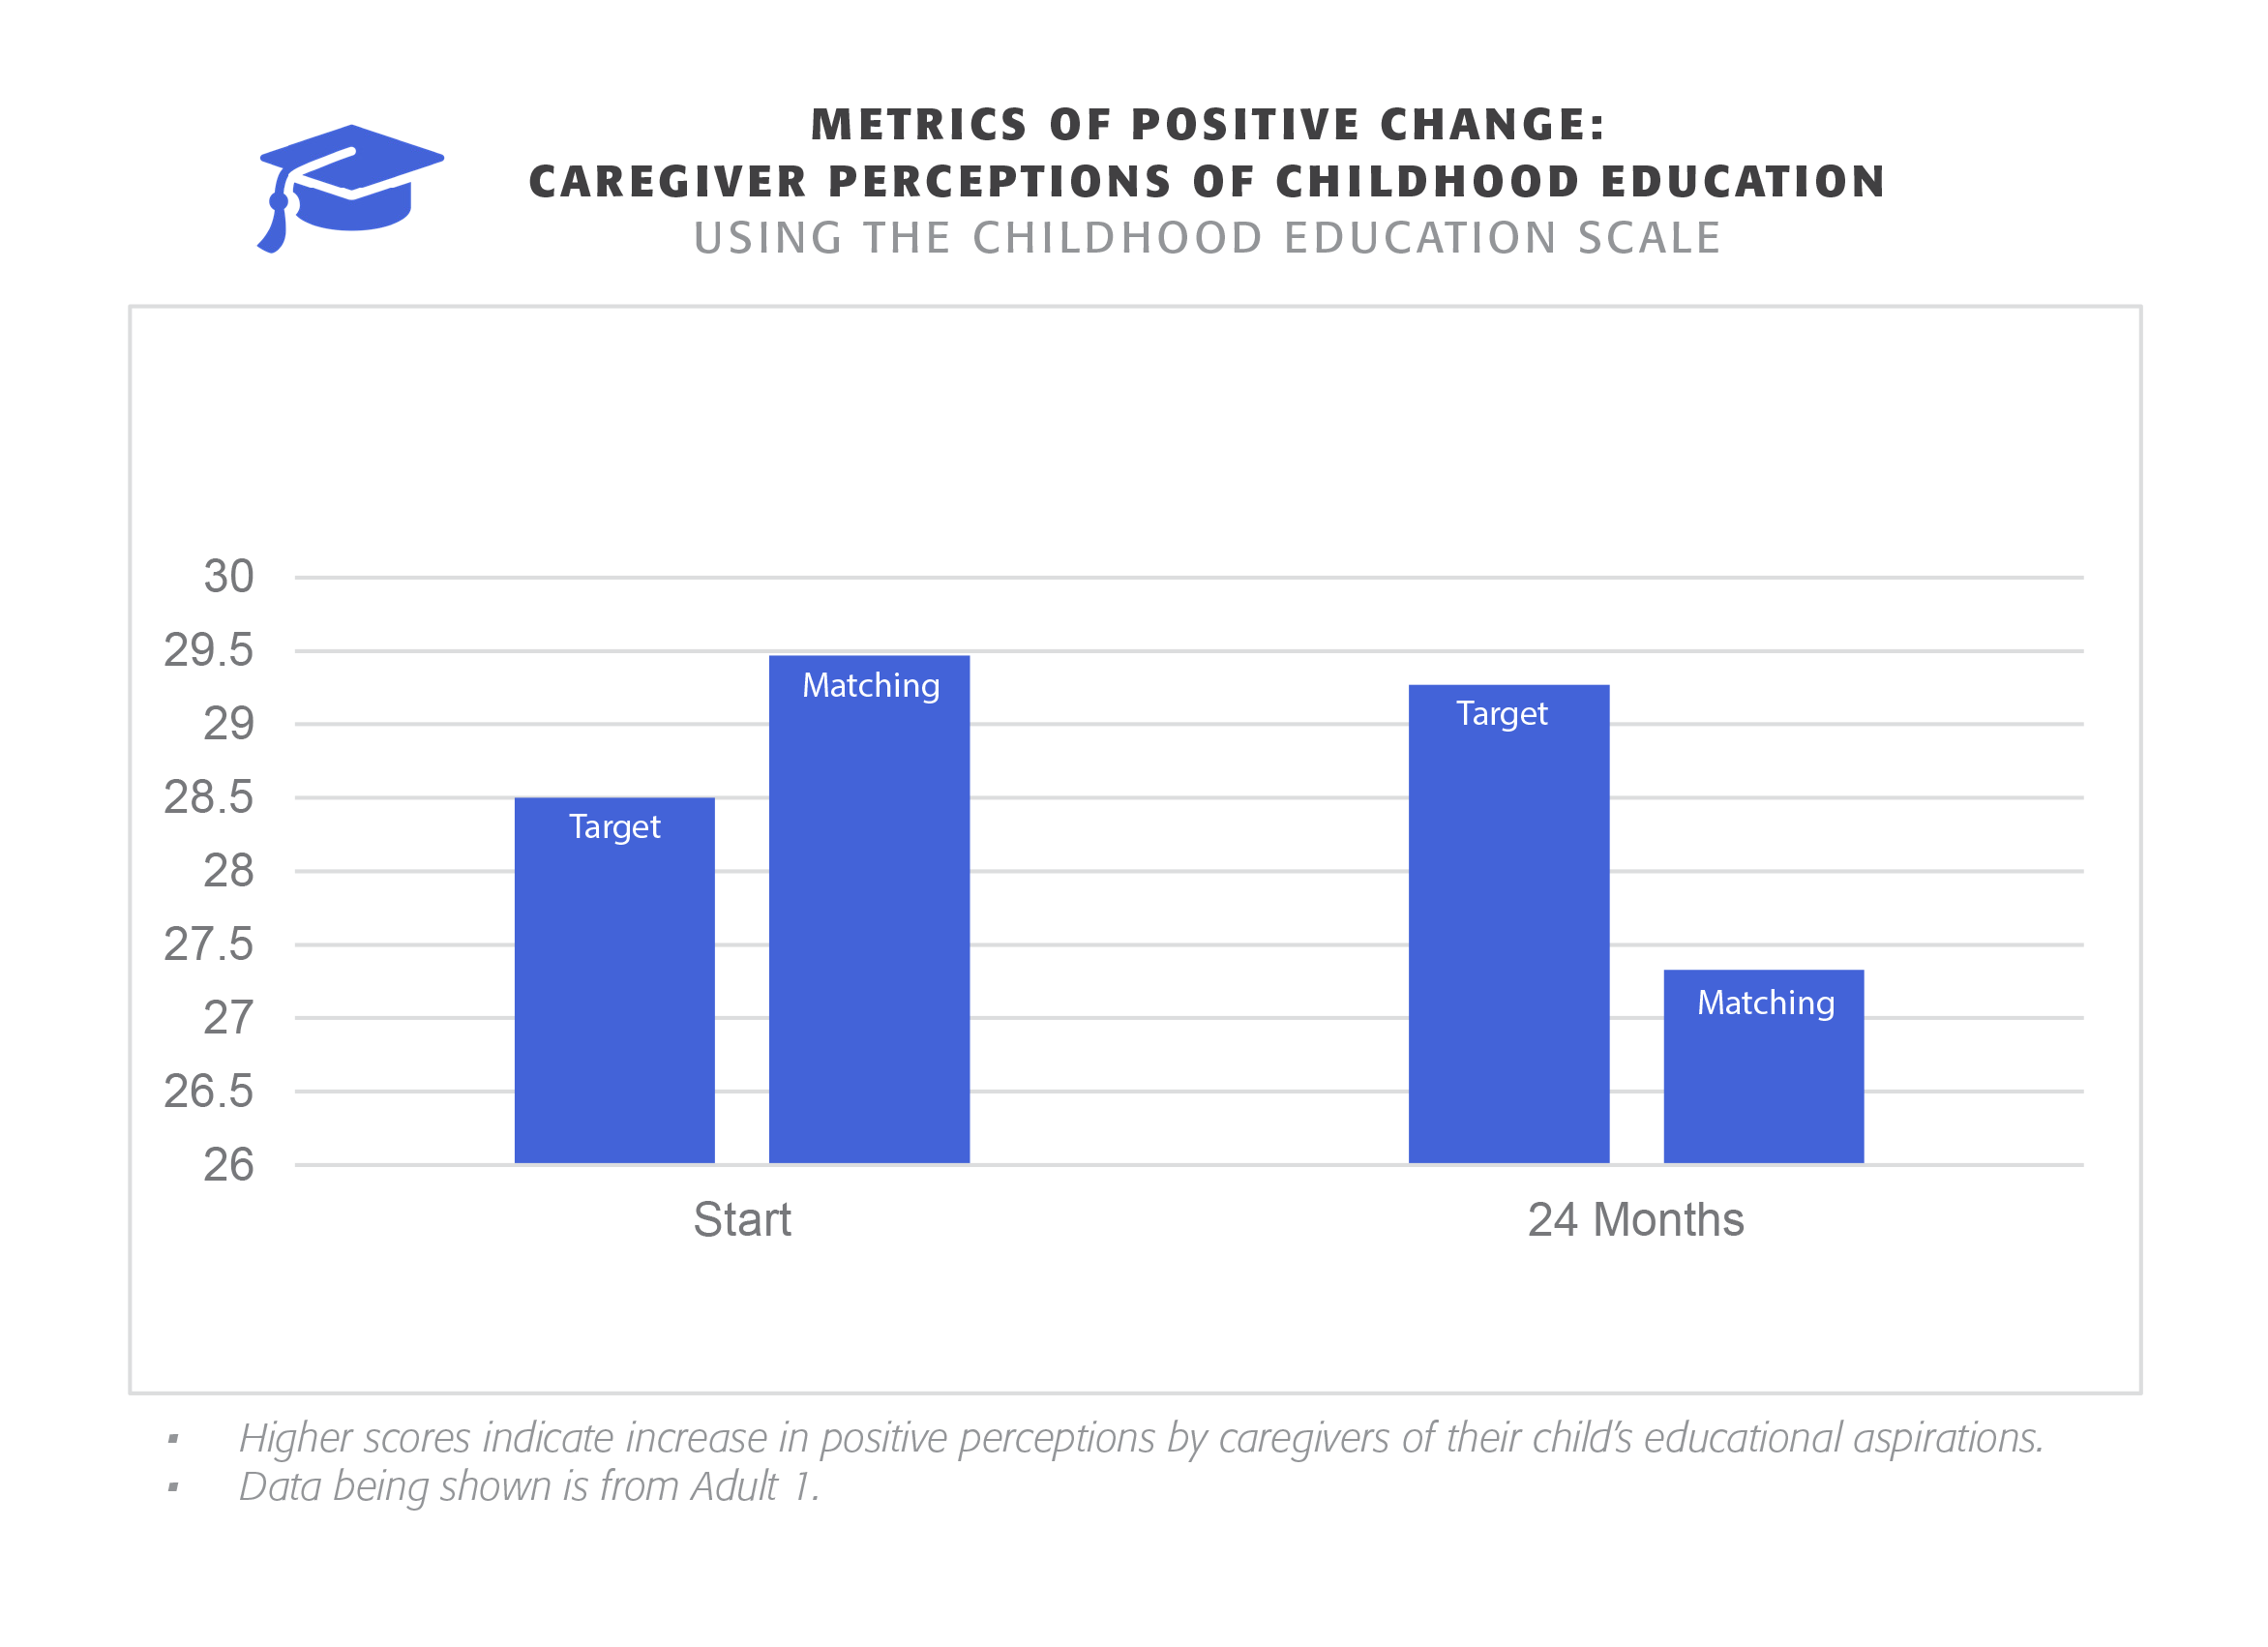 METRICS OF POSITIVE CHANGE:
CAREGIVER PERCEPTIONS OF CHILDHOOD EDUCATION
USING THE CHILDHOOD EDUCATION SCALE
30
29.5
29
28.5
28
27.5
27
26.5
26
Target
Matching
Target
Matching
Start
24 Months
▪ Higher scores indicate increase in positive perceptions by caregivers of their child's educational aspirations.
▪ Data being shown is from Adult 1.